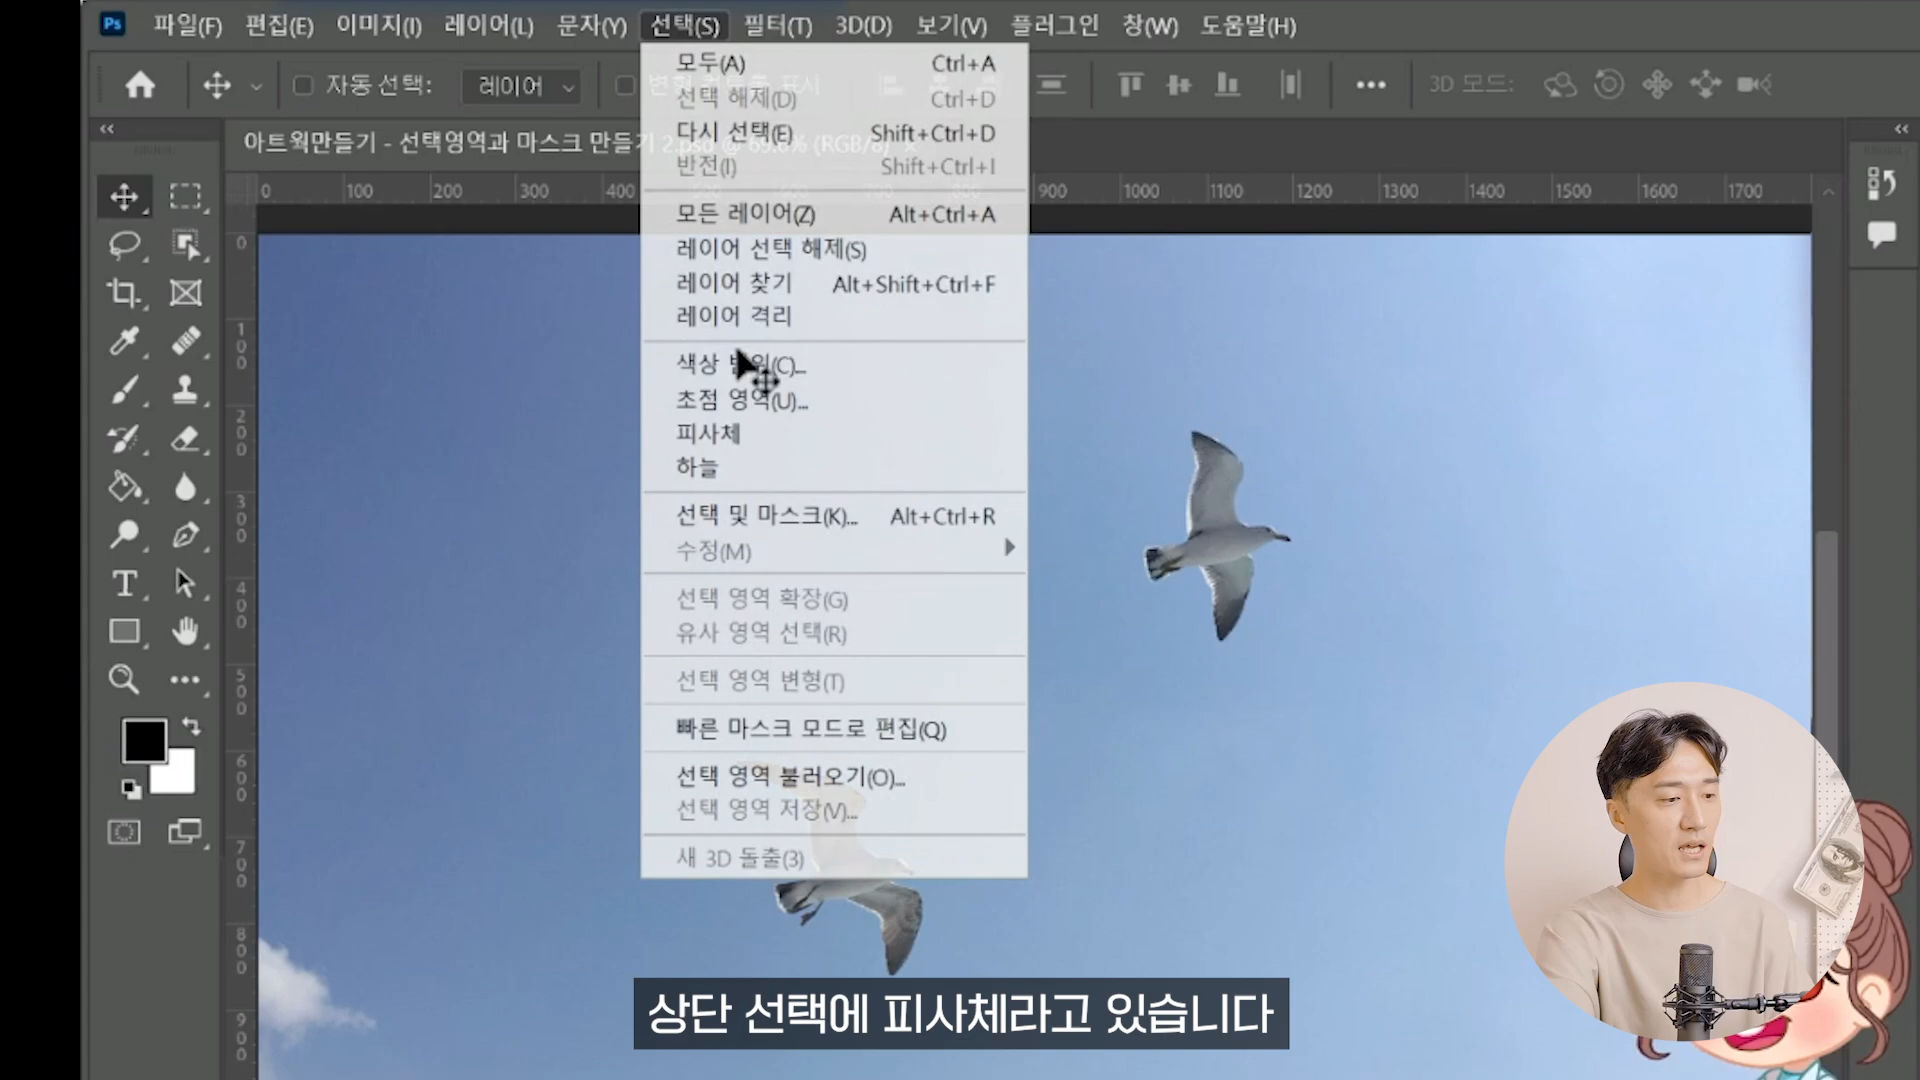 Ps 파일(F) 편집(E) 이미지(I) 레이어(L) 문자(Y) 선택(S) 필터(T) 3D(D) 보기(V) 플러그인 창(W) 도움말(H)
자동 선택: 레이어 3D 모드:
아트웍만들기 - 선택영역과 마스크 만들기 2.psd @ 69.6% (RGB/8) ×
0 100 200 300 400 900 1000 1100 1200 1300 1400 1500 1600 1700
모두(A) Ctrl+A
선택 해제(D) Ctrl+D
다시 선택(E) Shift+Ctrl+D
반전(I) Shift+Ctrl+I
모든 레이어(Z) Alt+Ctrl+A
레이어 선택 해제(S)
레이어 찾기 Alt+Shift+Ctrl+F
레이어 격리
색상 범위(C)...
초점 영역(U)...
피사체
하늘
선택 및 마스크(K)... Alt+Ctrl+R
수정(M)
선택 영역 확장(G)
유사 영역 선택(R)
선택 영역 변형(T)
빠른 마스크 모드로 편집(Q)
선택 영역 불러오기(O)...
선택 영역 저장(V)...
새 3D 돌출(3)
0
100
200
300
400
500
600
700
800
900
상단 선택에 피사체라고 있습니다